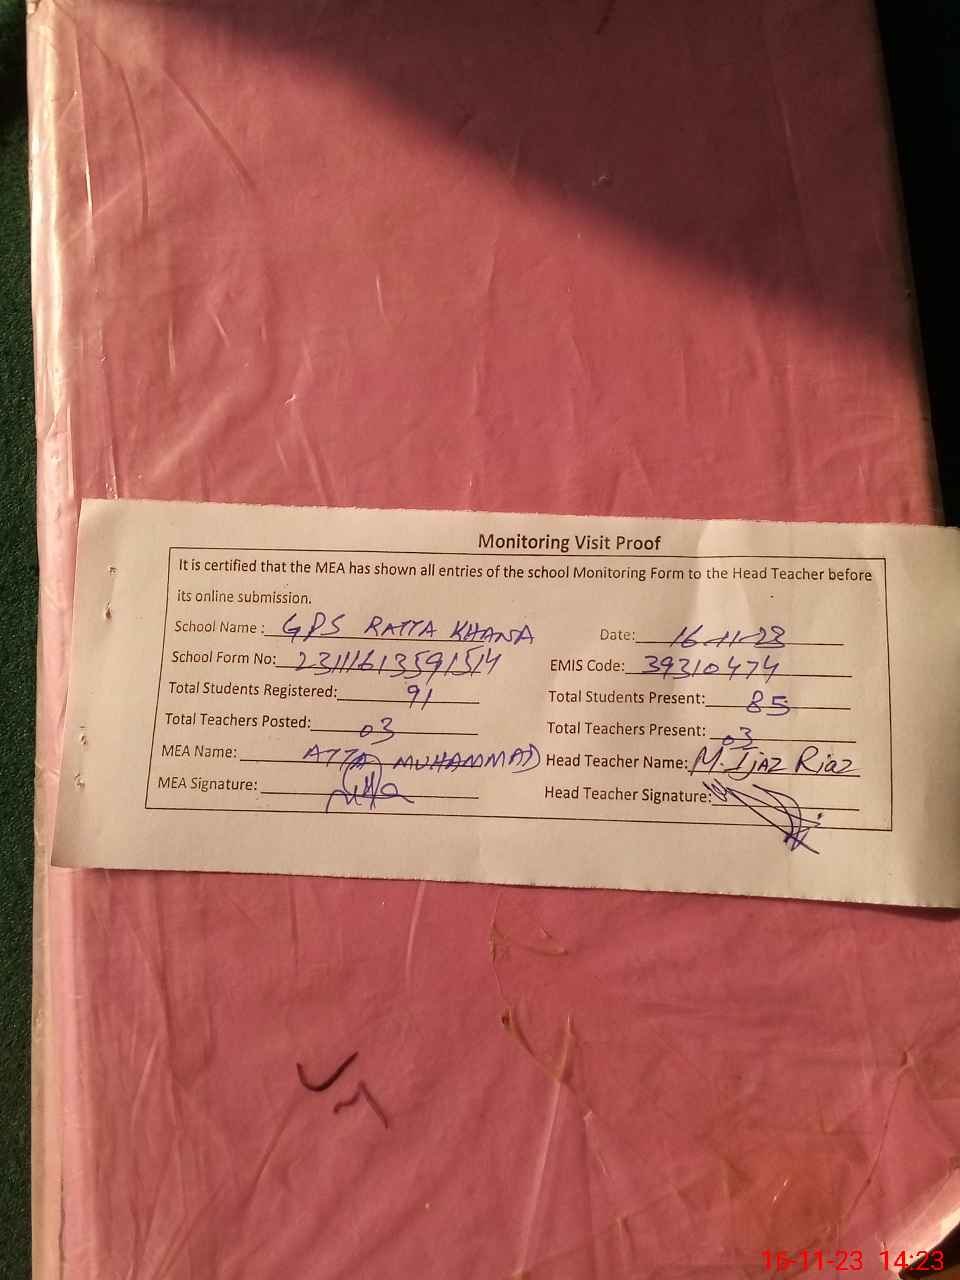 Monitoring Visit Proof
It is certified that the MEA has shown all entries of the school Monitoring Form to the Head Teacher before
its online submission.
School Name : GPS RATTA KHANA Date: 16-11-23
School Form No: 23111613591514 EMIS Code: 39310474
Total Students Registered: 91 Total Students Present: 85
Total Teachers Posted: 03 Total Teachers Present: 03
MEA Name: ATTA MUHAMMAD Head Teacher Name: M. Ijaz Riaz
MEA Signature: Head Teacher Signature:
16-11-23 14:23